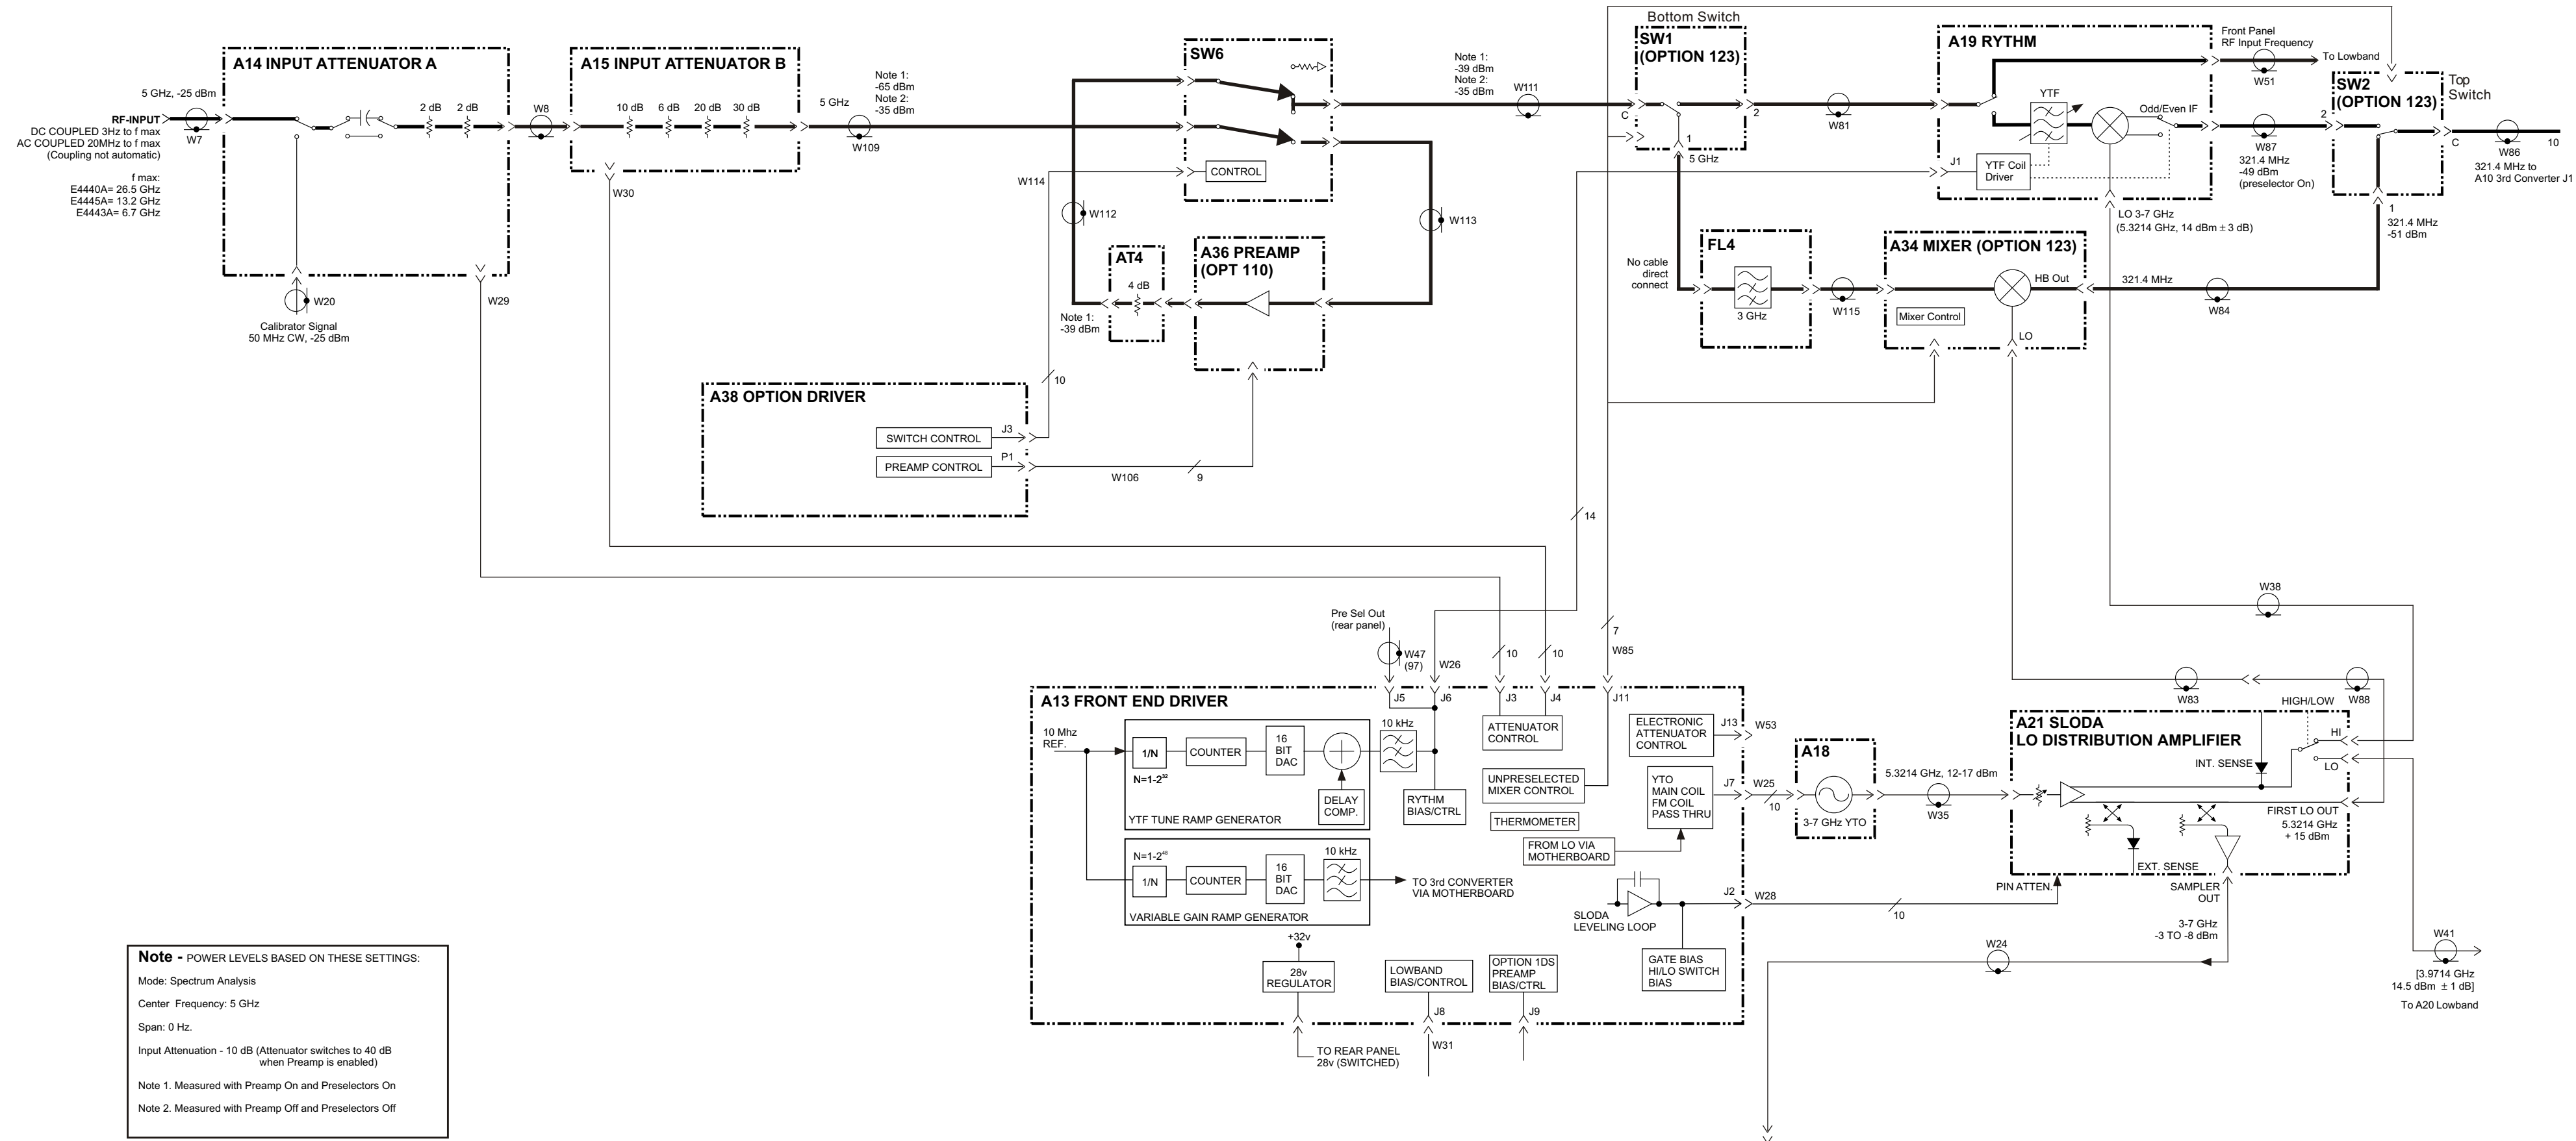 A14 INPUT ATTENUATOR A
5 GHz, -25 dBm
RF-INPUT
W7
DC COUPLED 3Hz to f max
AC COUPLED 20MHz to f max
(Coupling not automatic)
f max:
E4440A= 26.5 GHz
E4445A= 13.2 GHz
E4443A= 6.7 GHz
2 dB
2 dB
W20
Calibrator Signal
50 MHz CW, -25 dBm
W29
W8
A15 INPUT ATTENUATOR B
10 dB
6 dB
20 dB
30 dB
W30
5 GHz
Note 1:
-65 dBm
Note 2:
-35 dBm
W109
SW6
CONTROL
W114
W112
W113
AT4
4 dB
Note 1:
-39 dBm
A36 PREAMP
(OPT 110)
10
A38 OPTION DRIVER
SWITCH CONTROL
J3
PREAMP CONTROL
P1
W106
9
Note 1:
-39 dBm
Note 2:
-35 dBm
W111
Bottom Switch
SW1
(OPTION 123)
C
2
1
5 GHz
W81
No cable
direct
connect
FL4
3 GHz
W115
A34 MIXER (OPTION 123)
HB Out
Mixer Control
LO
321.4 MHz
W84
A19 RYTHM
YTF
Odd/Even IF
J1
YTF Coil
Driver
LO 3-7 GHz
(5.3214 GHz, 14 dBm ± 3 dB)
Front Panel
RF Input Frequency
To Lowband
W51
W87
321.4 MHz
-49 dBm
(preselector On)
Top
Switch
SW2
(OPTION 123)
2
C
1
321.4 MHz
-51 dBm
W86
10
321.4 MHz to
A10 3rd Converter J1
14
7
W85
10
10
Pre Sel Out
(rear panel)
W47
(97)
W26
W38
W83
W88
A13 FRONT END DRIVER
J5
J6
J3
J4
J11
10 Mhz
REF.
1/N
N=1-2³²
COUNTER
16
BIT
DAC
DELAY
COMP.
YTF TUNE RAMP GENERATOR
10 kHz
RYTHM
BIAS/CTRL
ATTENUATOR
CONTROL
UNPRESELECTED
MIXER CONTROL
THERMOMETER
FROM LO VIA
MOTHERBOARD
ELECTRONIC
ATTENUATOR
CONTROL
J13
W53
YTO
MAIN COIL
FM COIL
PASS THRU
J7
W25
10
N=1-2⁴⁸
1/N
COUNTER
16
BIT
DAC
10 kHz
VARIABLE GAIN RAMP GENERATOR
TO 3rd CONVERTER
VIA MOTHERBOARD
SLODA
LEVELING LOOP
J2
W28
10
GATE BIAS
HI/LO SWITCH
BIAS
+32v
28v
REGULATOR
TO REAR PANEL
28v (SWITCHED)
LOWBAND
BIAS/CONTROL
J8
W31
OPTION 1DS
PREAMP
BIAS/CTRL
J9
A18
3-7 GHz YTO
5.3214 GHz, 12-17 dBm
W35
A21 SLODA
LO DISTRIBUTION AMPLIFIER
HIGH/LOW
HI
LO
INT. SENSE
FIRST LO OUT
5.3214 GHz
+ 15 dBm
EXT. SENSE
PIN ATTEN.
SAMPLER
OUT
3-7 GHz
-3 TO -8 dBm
W24
W41
[3.9714 GHz
14.5 dBm ± 1 dB]
To A20 Lowband
Note - POWER LEVELS BASED ON THESE SETTINGS:
Mode: Spectrum Analysis
Center Frequency: 5 GHz
Span: 0 Hz.
Input Attenuation - 10 dB (Attenuator switches to 40 dB
when Preamp is enabled)
Note 1. Measured with Preamp On and Preselectors On
Note 2. Measured with Preamp Off and Preselectors Off